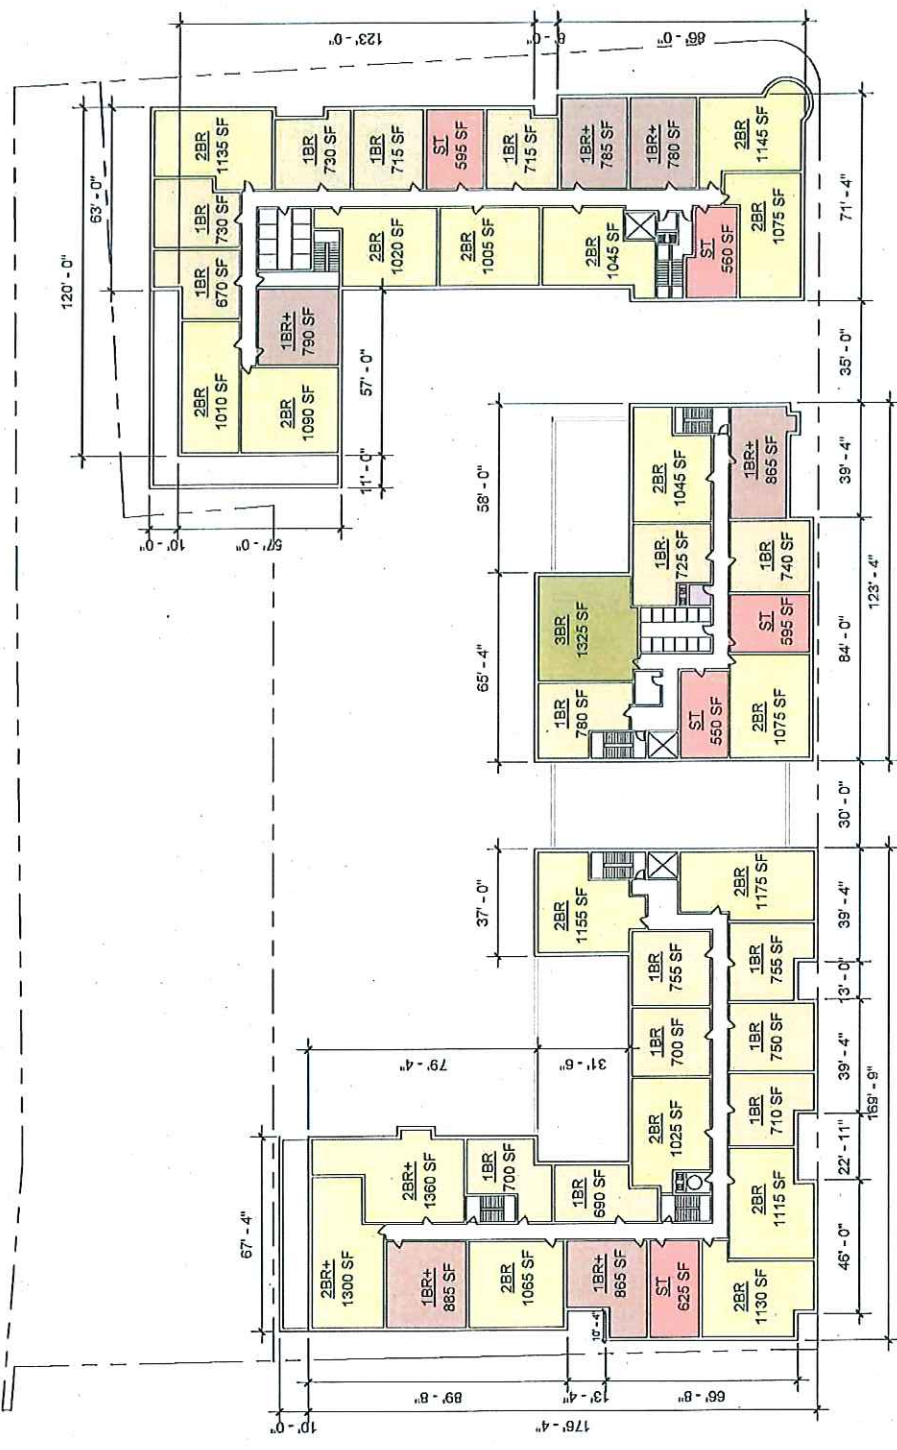 123' - 0"
8' - 0"
86' - 0"
120' - 0"
63' - 0"
2BR
1135 SF
1BR
730 SF
1BR
715 SF
ST
595 SF
1BR
715 SF
1BR+
785 SF
1BR+
780 SF
2BR
1145 SF
1BR
730 SF
1BR
670 SF
2BR
1010 SF
2BR
1090 SF
1BR+
790 SF
2BR
1020 SF
2BR
1005 SF
2BR
1045 SF
ST
560 SF
2BR
1075 SF
71' - 4"
35' - 0"
57' - 0"
11' - 0"
10' - 0"
57' - 0"
58' - 0"
65' - 4"
2BR
1045 SF
1BR+
865 SF
1BR.
725 SF
1BR
740 SF
3BR
1325 SF
ST
595 SF
1BR
780 SF
ST
550 SF
2BR
1075 SF
39' - 4"
84' - 0"
123' - 4"
30' - 0"
37' - 0"
2BR
1155 SF
2BR
1175 SF
1BR
755 SF
1BR
755 SF
1BR
700 SF
1BR
750 SF
2BR
1025 SF
1BR
710 SF
2BR
1115 SF
39' - 4"
13' - 0"
39' - 4"
22' - 11"
46' - 0"
169' - 9"
79' - 4"
31' - 6"
67' - 4"
2BR+
1360 SF
1BR
700 SF
1BR
690 SF
2BR+
1300 SF
1BR+
885 SF
2BR
1065 SF
1BR+
865 SF
ST
625 SF
2BR
1130 SF
10' - 4"
10' - 0"
89' - 8"
13' - 4"
66' - 8"
176' - 4"